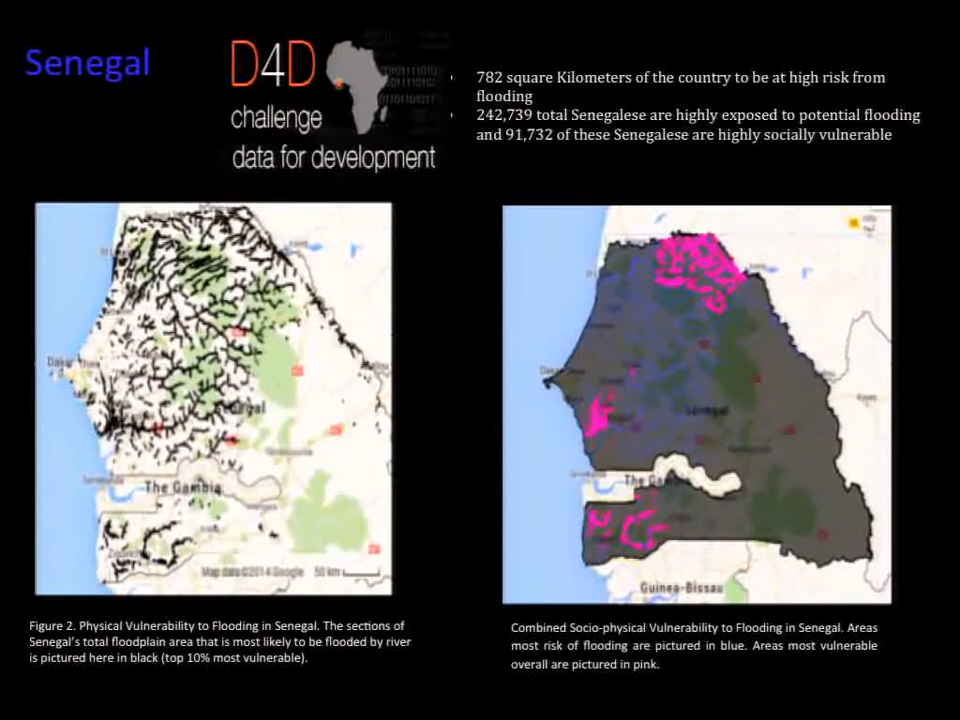 Senegal
D4D
challenge
data for development
782 square Kilometers of the country to be at high risk from
flooding
242,739 total Senegalese are highly exposed to potential flooding
and 91,732 of these Senegalese are highly socially vulnerable
Dakar
Senegal
The Gambia
Map data ©2014 Google 50 km
Senegal
The Gambia
Guinea-Bissau
Figure 2. Physical Vulnerability to Flooding in Senegal. The sections of
Senegal's total floodplain area that is most likely to be flooded by river
is pictured here in black (top 10% most vulnerable).
Combined Socio-physical Vulnerability to Flooding in Senegal. Areas
most risk of flooding are pictured in blue. Areas most vulnerable
overall are pictured in pink.